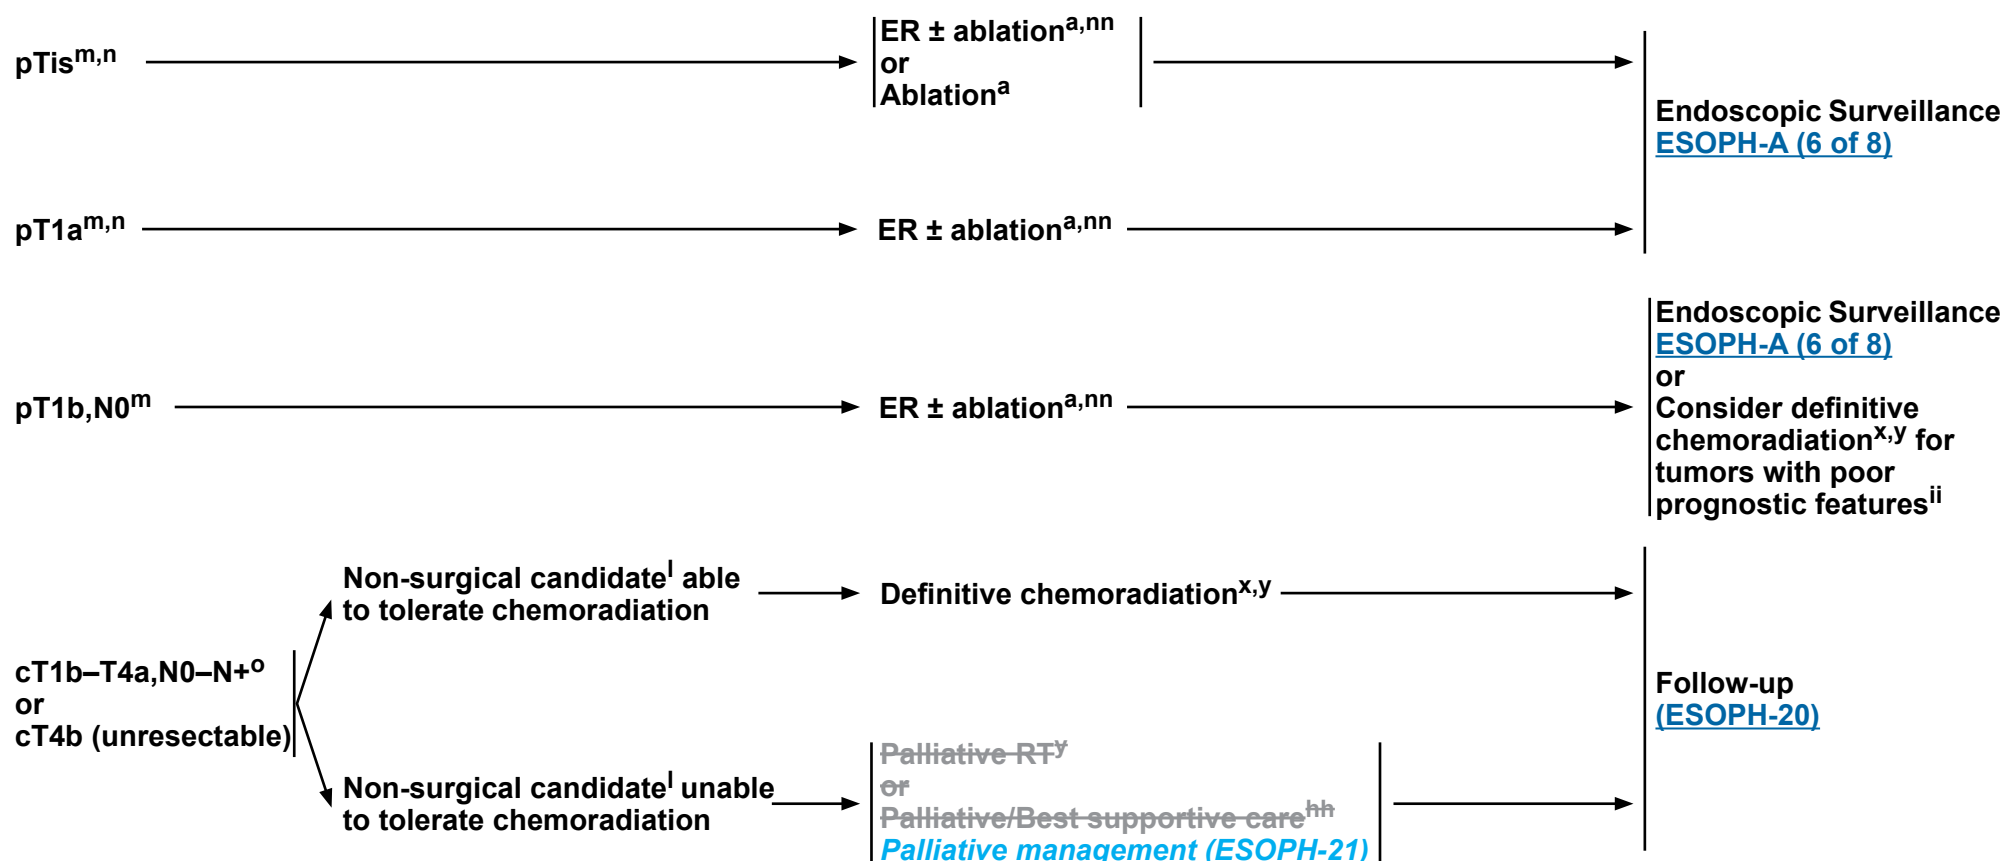 pTism,n
ER ± ablationa,nn
or
Ablationa
Endoscopic Surveillance
ESOPH-A (6 of 8)
pT1am,n
ER ± ablationa,nn
pT1b,N0m
ER ± ablationa,nn
Endoscopic Surveillance
ESOPH-A (6 of 8)
or
Consider definitive
chemoradiationx,y for
tumors with poor
prognostic featuresii
cT1b–T4a,N0–N+o
or
cT4b (unresectable)
Non-surgical candidatel able
to tolerate chemoradiation
Definitive chemoradiationx,y
Non-surgical candidatel unable
to tolerate chemoradiation
Palliative RTy
or
Palliative/Best supportive carehh
Palliative management (ESOPH-21)
Follow-up
(ESOPH-20)